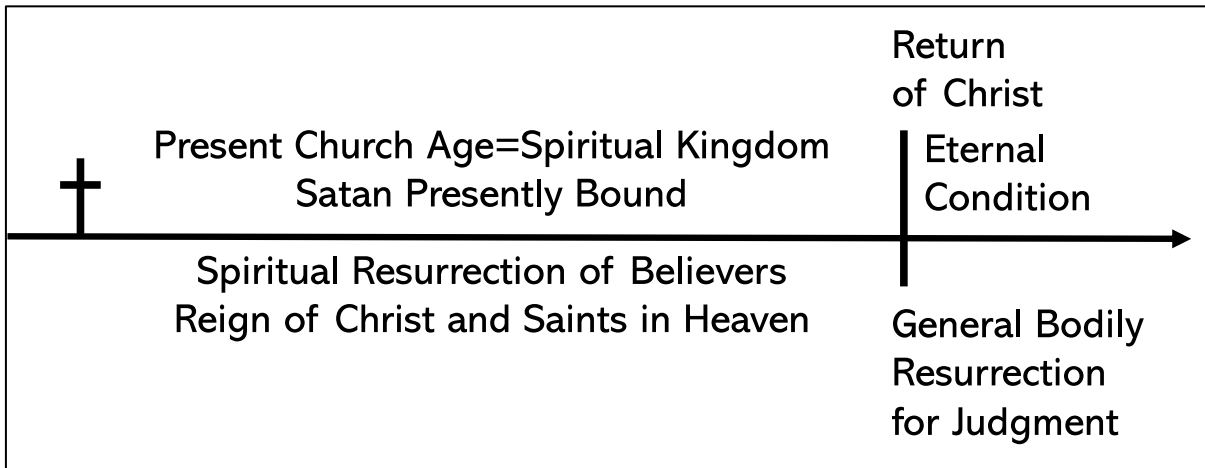 Present Church Age=Spiritual Kingdom
Satan Presently Bound
Spiritual Resurrection of Believers
Reign of Christ and Saints in Heaven
Return
of Christ
Eternal
Condition
General Bodily
Resurrection
for Judgment